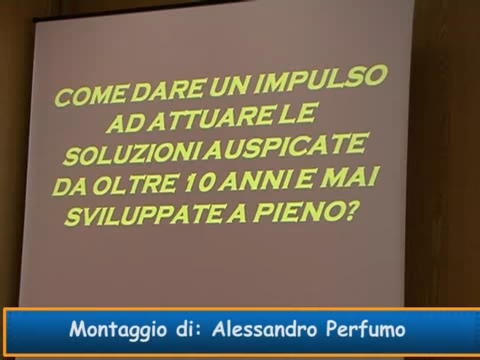 COME DARE UN IMPULSO
AD ATTUARE LE
SOLUZIONI AUSPICATE
DA OLTRE 10 ANNI E MAI
SVILUPPATE A PIENO?
Montaggio di: Alessandro Perfumo